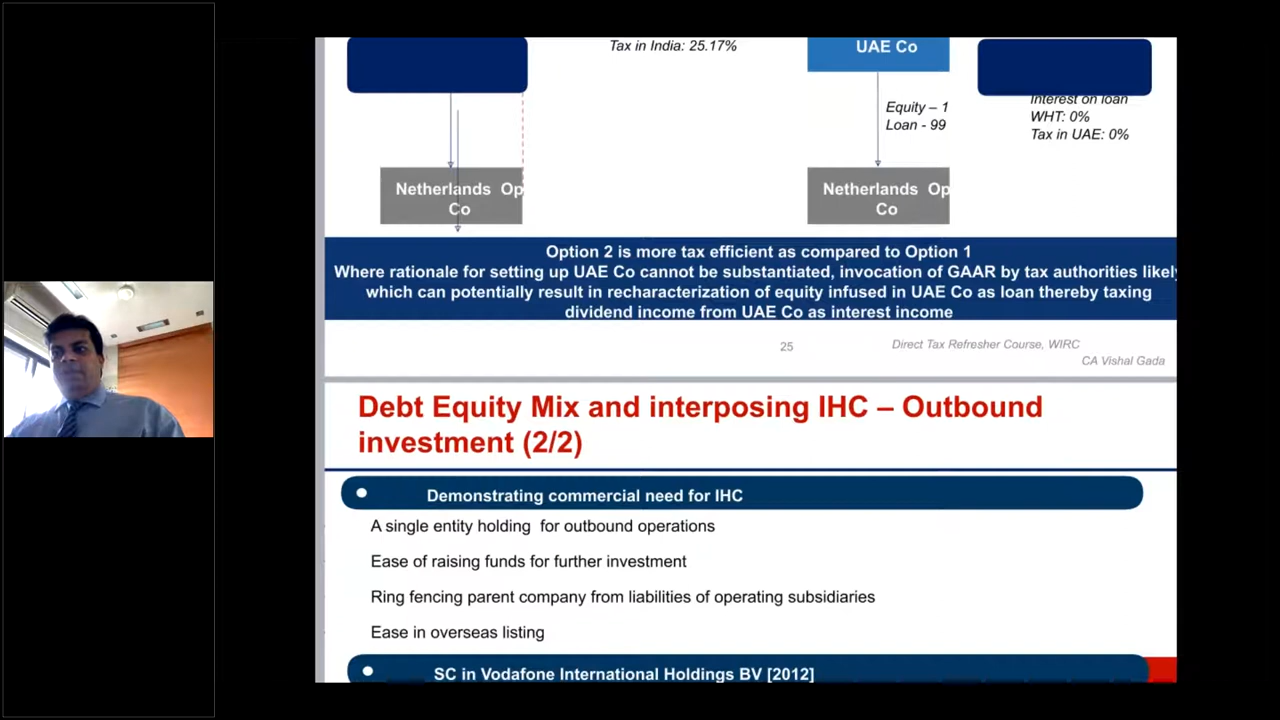 Tax in India: 25.17%
UAE Co
Equity – 1
Loan - 99
Interest on loan
WHT: 0%
Tax in UAE: 0%
Netherlands Op
Co
Netherlands Op
Co
Option 2 is more tax efficient as compared to Option 1
Where rationale for setting up UAE Co cannot be substantiated, invocation of GAAR by tax authorities likely
which can potentially result in recharacterization of equity infused in UAE Co as loan thereby taxing
dividend income from UAE Co as interest income
25
Direct Tax Refresher Course, WIRC
CA Vishal Gada
Debt Equity Mix and interposing IHC – Outbound
investment (2/2)
Demonstrating commercial need for IHC
A single entity holding for outbound operations
Ease of raising funds for further investment
Ring fencing parent company from liabilities of operating subsidiaries
Ease in overseas listing
SC in Vodafone International Holdings BV [2012]